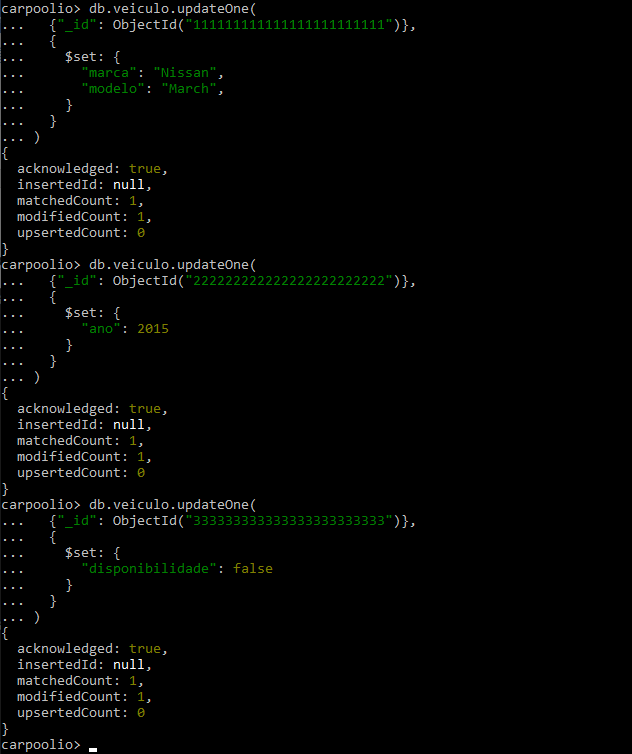 carpoolio> db.veiculo.updateOne(
...   {"_id": ObjectId("111111111111111111111111")},
...   {
...     $set: {
...       "marca": "Nissan",
...       "modelo": "March",
...     }
...   }
... )
{
  acknowledged: true,
  insertedId: null,
  matchedCount: 1,
  modifiedCount: 1,
  upsertedCount: 0
}
carpoolio> db.veiculo.updateOne(
...   {"_id": ObjectId("222222222222222222222222")},
...   {
...     $set: {
...       "ano": 2015
...     }
...   }
... )
{
  acknowledged: true,
  insertedId: null,
  matchedCount: 1,
  modifiedCount: 1,
  upsertedCount: 0
}
carpoolio> db.veiculo.updateOne(
...   {"_id": ObjectId("333333333333333333333333")},
...   {
...     $set: {
...       "disponibilidade": false
...     }
...   }
... )
{
  acknowledged: true,
  insertedId: null,
  matchedCount: 1,
  modifiedCount: 1,
  upsertedCount: 0
}
carpoolio>